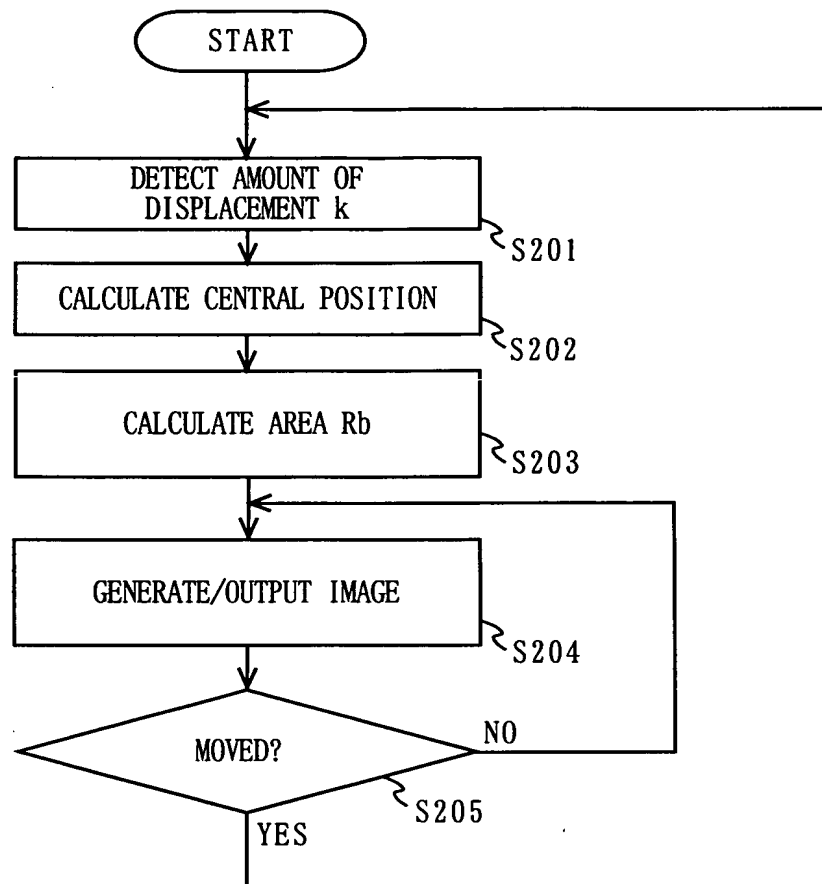 START
DETECT AMOUNT OF
DISPLACEMENT k
S201
CALCULATE CENTRAL POSITION
S202
CALCULATE AREA Rb
S203
GENERATE/OUTPUT IMAGE
S204
MOVED?
NO
S205
YES